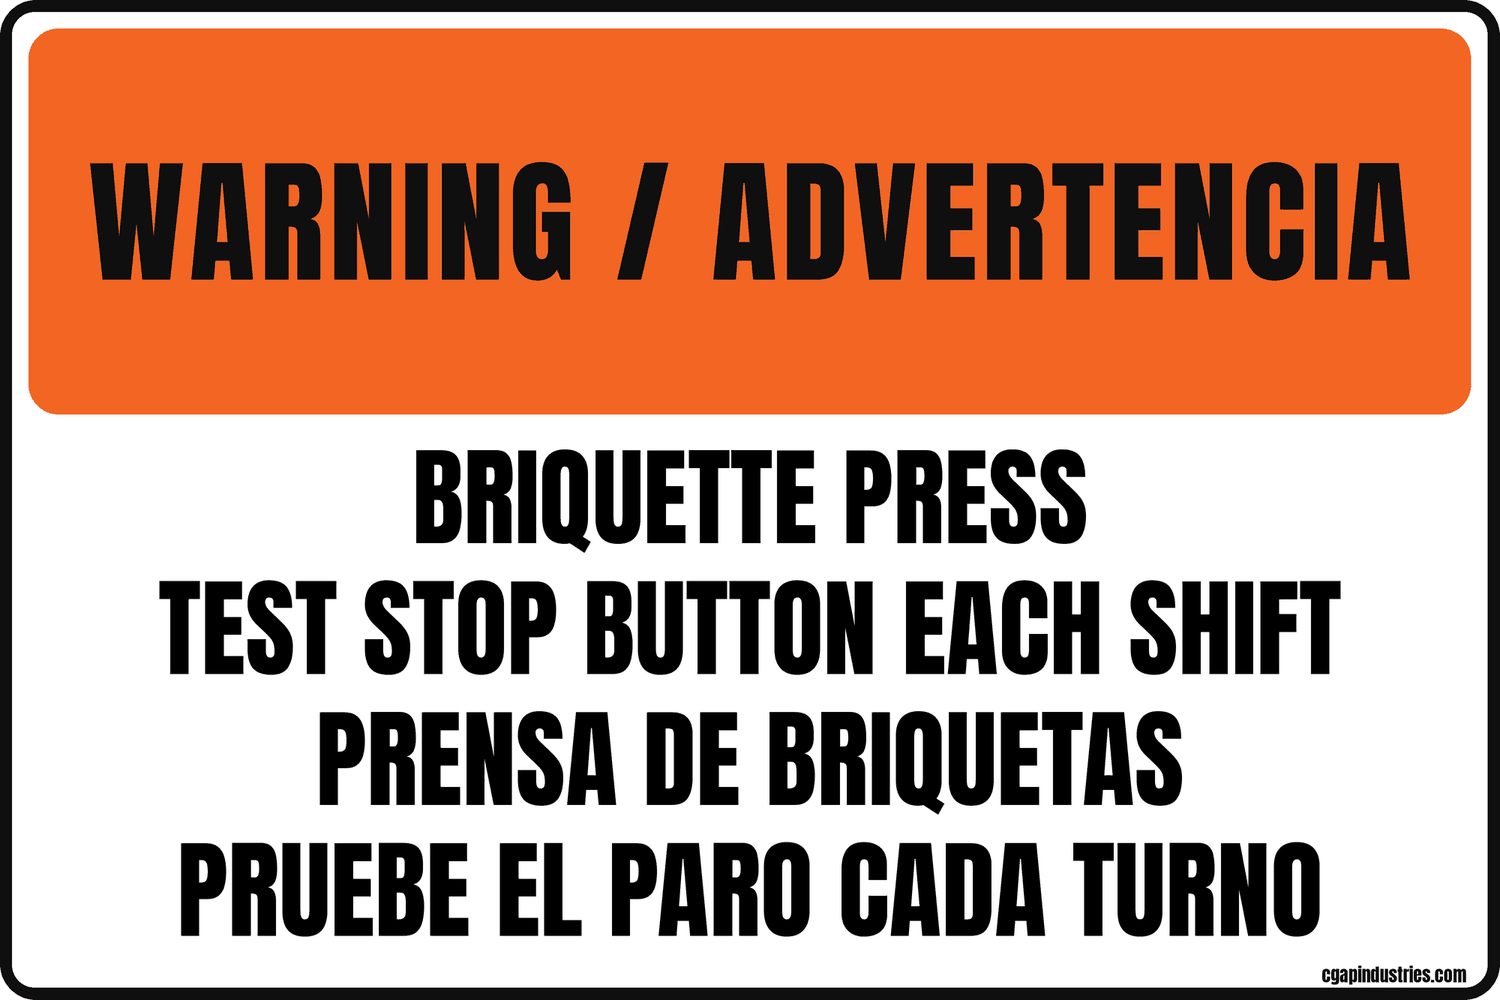 WARNING / ADVERTENCIA
BRIQUETTE PRESS
TEST STOP BUTTON EACH SHIFT
PRENSA DE BRIQUETAS
PRUEBE EL PARO CADA TURNO
cgapindustries.com